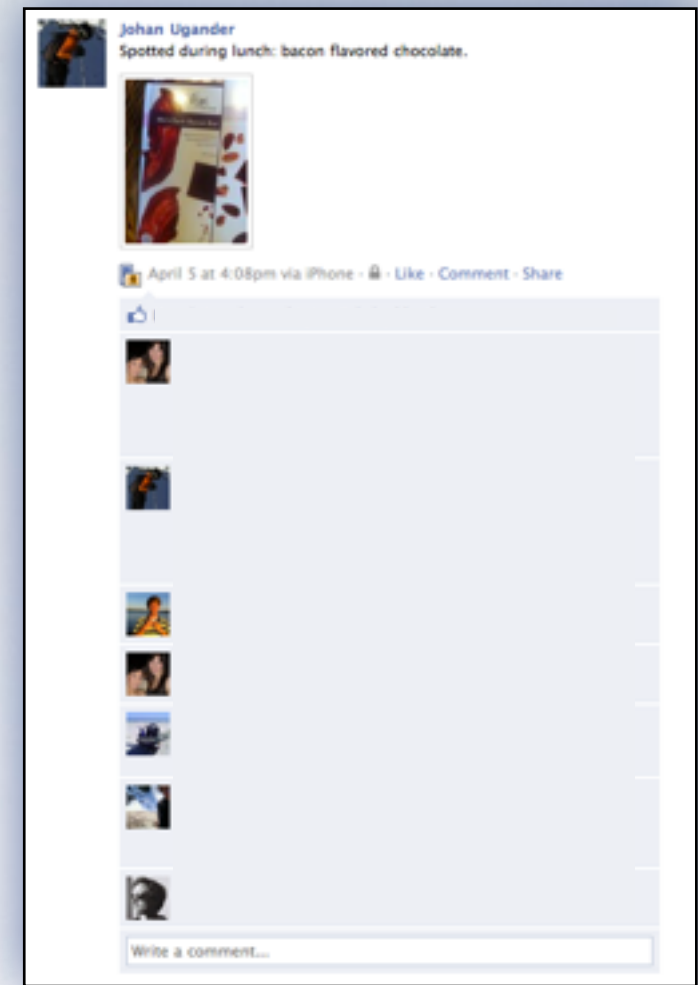 Johan Ugander
Spotted during lunch: bacon flavored chocolate.
April 5 at 4:08pm via iPhone · Like · Comment · Share
Write a comment...